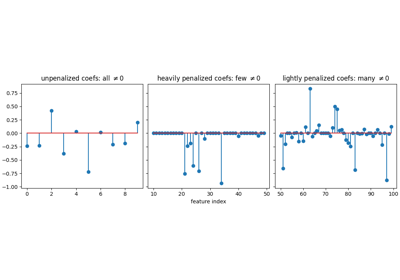 unpenalized coefs: all ≠0
heavily penalized coefs: few ≠0
lightly penalized coefs: many ≠0
0.75
0.50
0.25
0.00
−0.25
−0.50
−0.75
−1.00
0 2 4 6 8
10 20 30 40 50
50 60 70 80 90 100
feature index